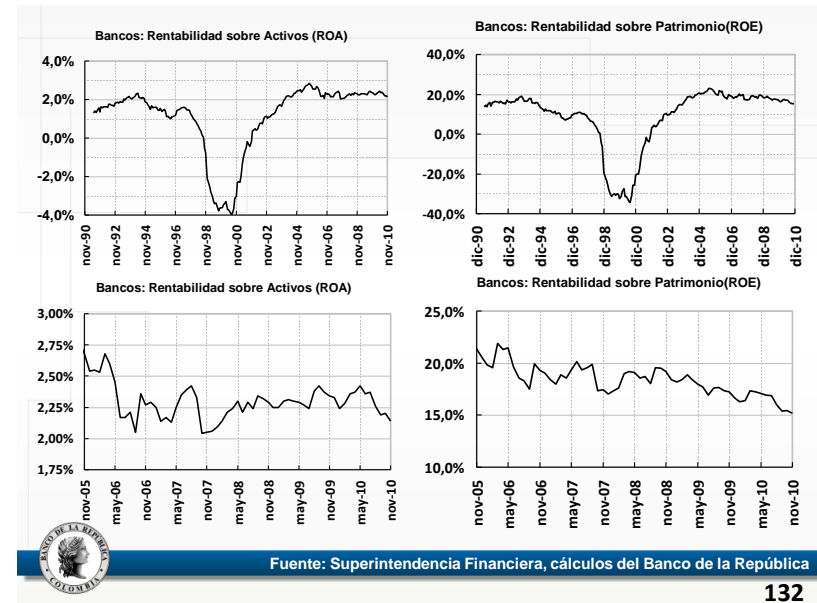 Bancos: Rentabilidad sobre Activos (ROA)
4,0%
2,0%
0,0%
-2,0%
-4,0%
nov-90
nov-92
nov-94
nov-96
nov-98
nov-00
nov-02
nov-04
nov-06
nov-08
nov-10
Bancos: Rentabilidad sobre Patrimonio(ROE)
40,0%
20,0%
0,0%
-20,0%
-40,0%
dic-90
dic-92
dic-94
dic-96
dic-98
dic-00
dic-02
dic-04
dic-06
dic-08
dic-10
Bancos: Rentabilidad sobre Activos (ROA)
3,00%
2,75%
2,50%
2,25%
2,00%
1,75%
nov-05
may-06
nov-06
may-07
nov-07
may-08
nov-08
may-09
nov-09
may-10
nov-10
Bancos: Rentabilidad sobre Patrimonio(ROE)
25,0%
20,0%
15,0%
10,0%
nov-05
may-06
nov-06
may-07
nov-07
may-08
nov-08
may-09
nov-09
may-10
nov-10
BANCO DE LA REPÚBLICA
COLOMBIA
Fuente: Superintendencia Financiera, cálculos del Banco de la República
132